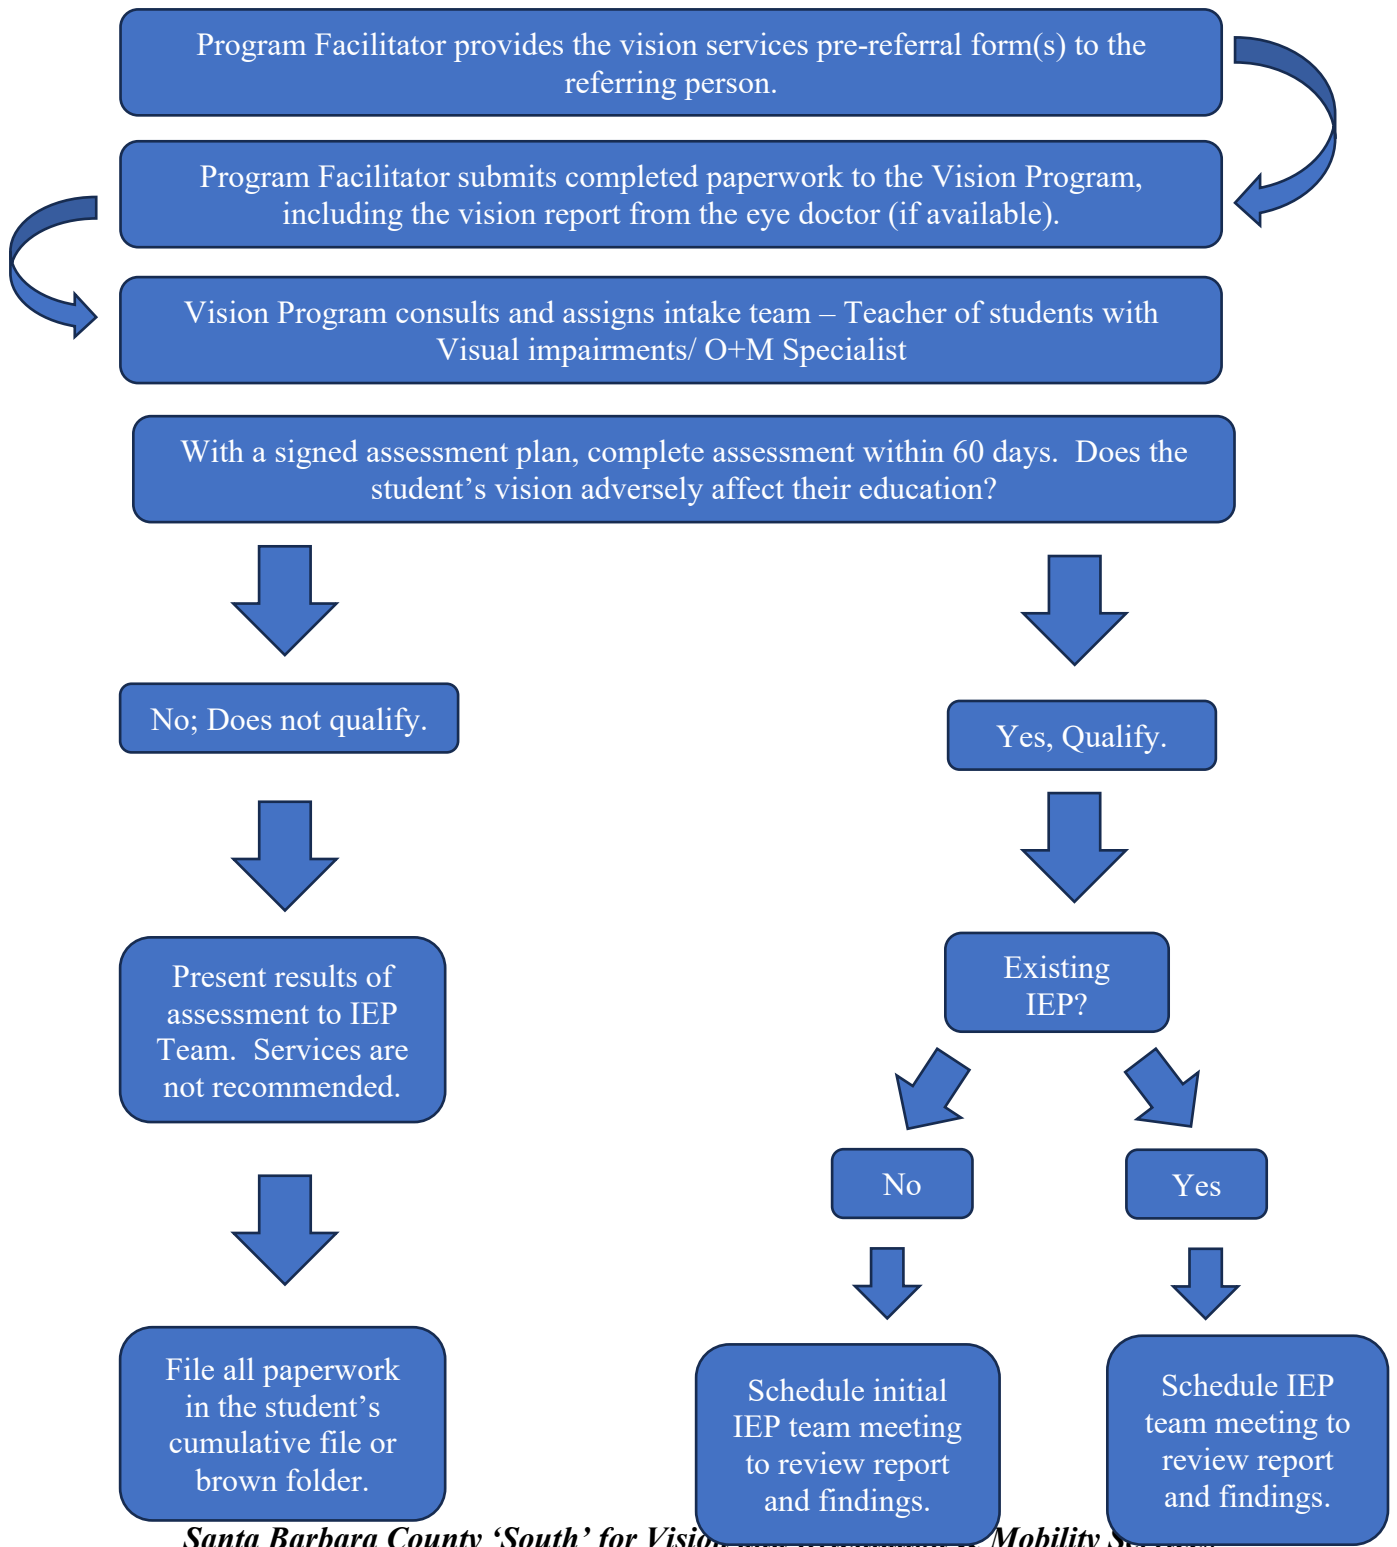 Program Facilitator provides the vision services pre-referral form(s) to the
referring person.
Program Facilitator submits completed paperwork to the Vision Program,
including the vision report from the eye doctor (if available).
Vision Program consults and assigns intake team – Teacher of students with
Visual impairments/ O+M Specialist
With a signed assessment plan, complete assessment within 60 days.  Does the
student’s vision adversely affect their education?
No; Does not qualify.
Yes, Qualify.
Present results of
assessment to IEP
Team.  Services are
not recommended.
Existing
IEP?
No
Yes
File all paperwork
in the student’s
cumulative file or
brown folder.
Schedule initial
IEP team meeting
to review report
and findings.
Schedule IEP
team meeting to
review report
and findings.
Santa Barbara County ‘South’ for Vision Mobility